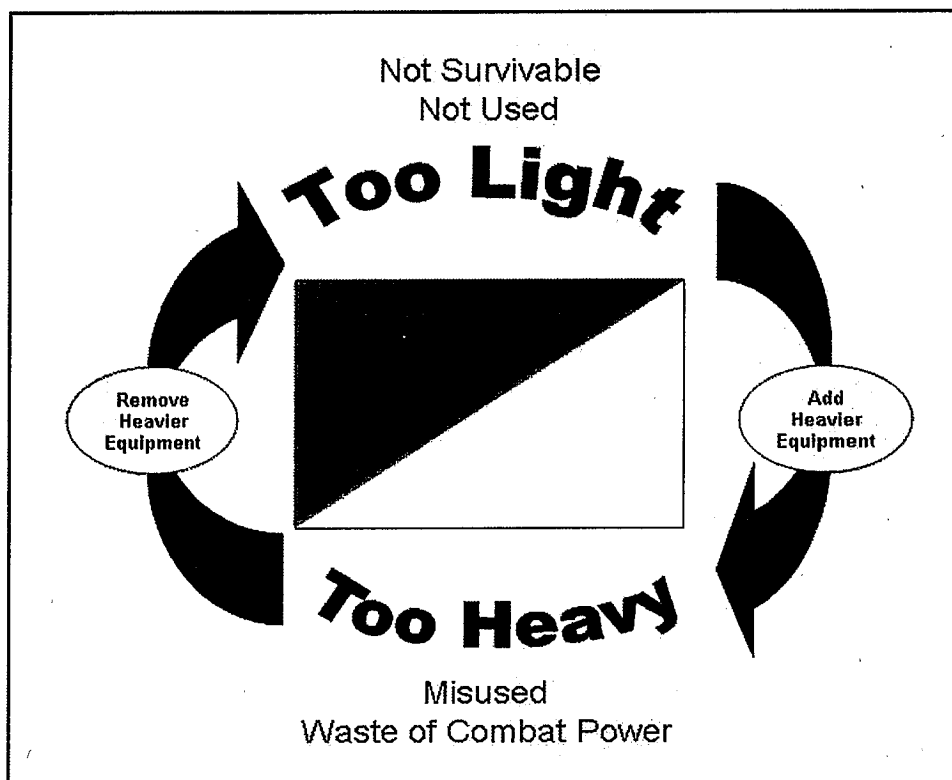 Not Survivable
Not Used
Too Light
Remove
Heavier
Equipment
Add
Heavier
Equipment
Too Heavy
Misused
Waste of Combat Power